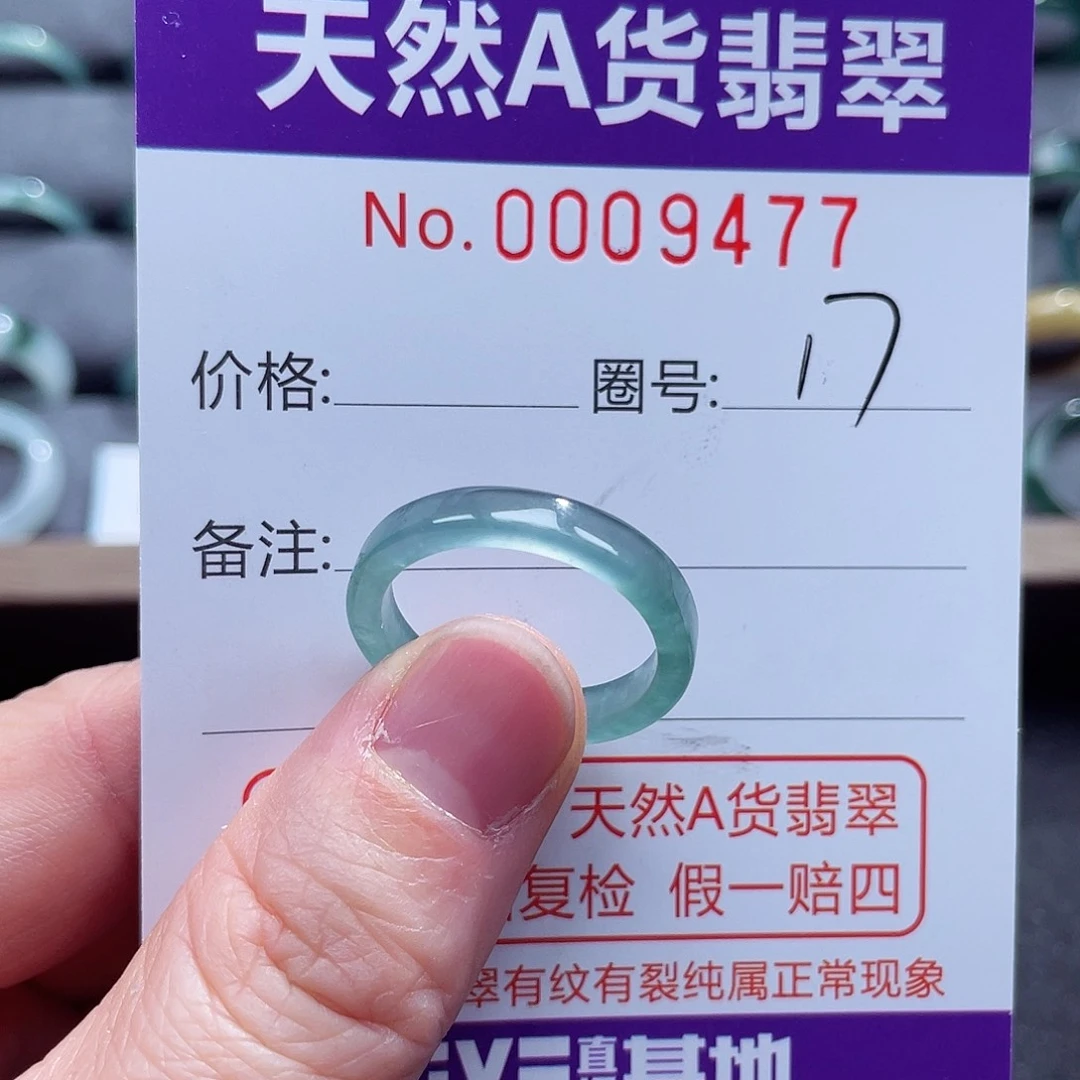 天然A货翡翠
No. 0009477
价格: 圈号: 17
备注:
天然A货翡翠
复检 假一赔四
翠有纹有裂纯属正常现象
基地